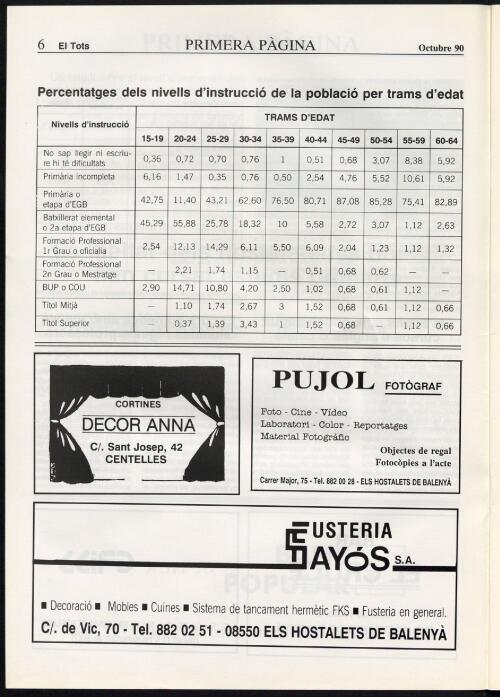 6 El Tots PRIMERA PÀGINA Octubre 90
Percentatges dels nivells d'instrucció de la població per trams d'edat
Nivells d'instrucció TRAMS D'EDAT
15-19 20-24 25-29 30-34 35-39 40-44 45-49 50-54 55-59 60-64
No sap llegir ni escriu-
re hi té dificultats 0,36 0,72 0,70 0,76 1 0,51 0,68 3,07 8,38 5,92
Primària incompleta 6,16 1,47 0,35 0,76 0,50 2,54 4,76 5,52 10,61 5,92
Primària o
etapa d'EGB 42,75 11,40 43,21 62,60 76,50 80,71 87,08 85,28 75,41 82,89
Batxillerat elemental
o 2a etapa d'EGB 45,29 55,88 25,78 18,32 10 5,58 2,72 3,07 1,12 2,63
Formació Professional
1r Grau o oficialia 2,54 12,13 14,29 6,11 5,50 6,09 2,04 1,23 1,12 1,32
Formació Professional
2n Grau o Mestratge — 2,21 1,74 1,15 — 0,51 0,68 0,62 — —
BUP o COU 2,90 14,71 10,80 4,20 2,50 1,02 0,68 0,61 1,12 —
Títol Mitjà — 1,10 1,74 2,67 3 1,52 0,68 0,61 1,12 0,66
Títol Superior — 0,37 1,39 3,43 1 1,52 0,68 — 1,12 0,66
CORTINES
DECOR ANNA
C/. Sant Josep, 42
CENTELLES
PUJOL FOTÒGRAF
Foto - Cine - Vídeo
Laboratori - Color - Reportatges
Material Fotogràfic
Objectes de regal
Fotocòpies a l'acte
Carrer Major, 75 - Tel. 882 00 28 - ELS HOSTALETS DE BALENYÀ
FUSTERIA
SAYÓS S.A.
■ Decoració ■ Mobles ■ Cuines ■ Sistema de tancament hermètic FKS ■ Fusteria en general.
C/. de Vic, 70 - Tel. 882 02 51 - 08550 ELS HOSTALETS DE BALENYÀ